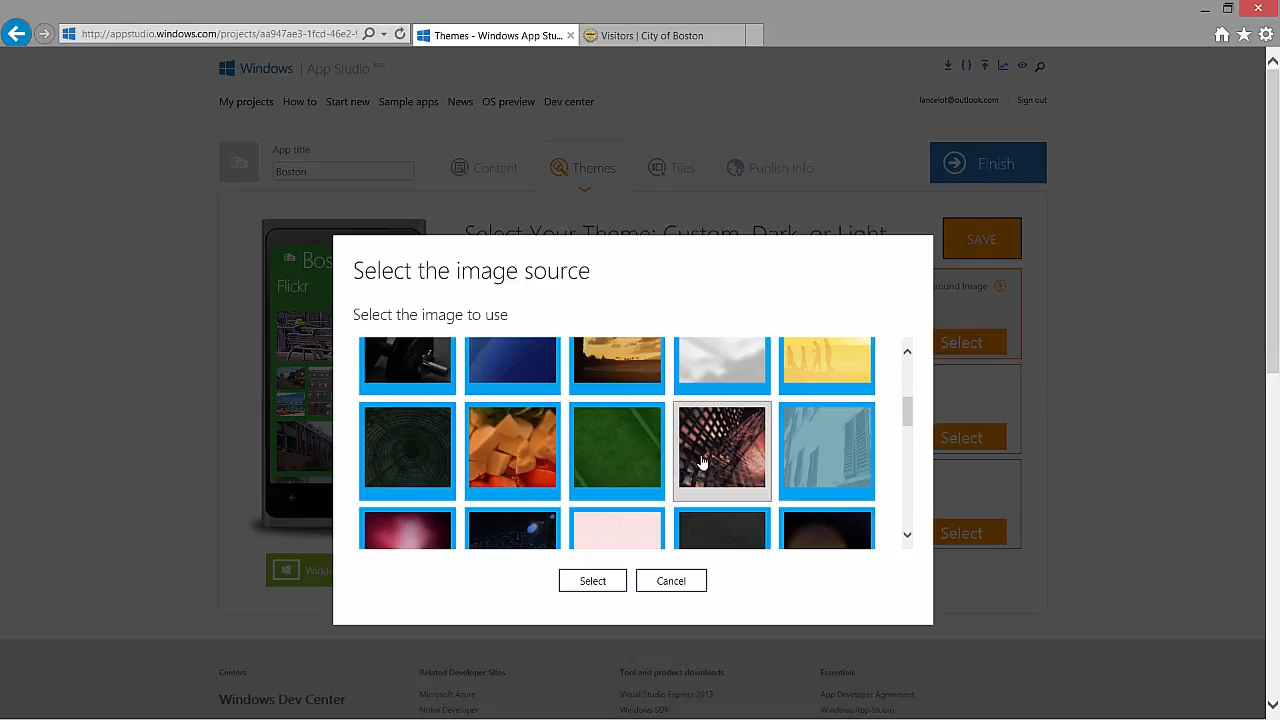 http://appstudio.windows.com/projects/aa947ae3-1fcd-46e2-
Themes - Windows App Stu...
Visitors | City of Boston
Windows | App Studio Beta
My projects How to Start new Sample apps News OS preview Dev center
lancelot@outlook.com Sign out
App title
Boston
Content
Themes
Tiles
Publish Info
Finish
Select Your Theme: Custom, Dark, or Light
SAVE
Bos
Flickr
ground Image
Select
Select
Select
Wind
Select the image source
Select the image to use
Select
Cancel
Centers
Windows Dev Center
Related Developer Sites
Microsoft Azure
Nokia Developer
Tool and product downloads
Visual Studio Express 2013
Windows SDK
Essentials
App Developer Agreement
Windows App Studio